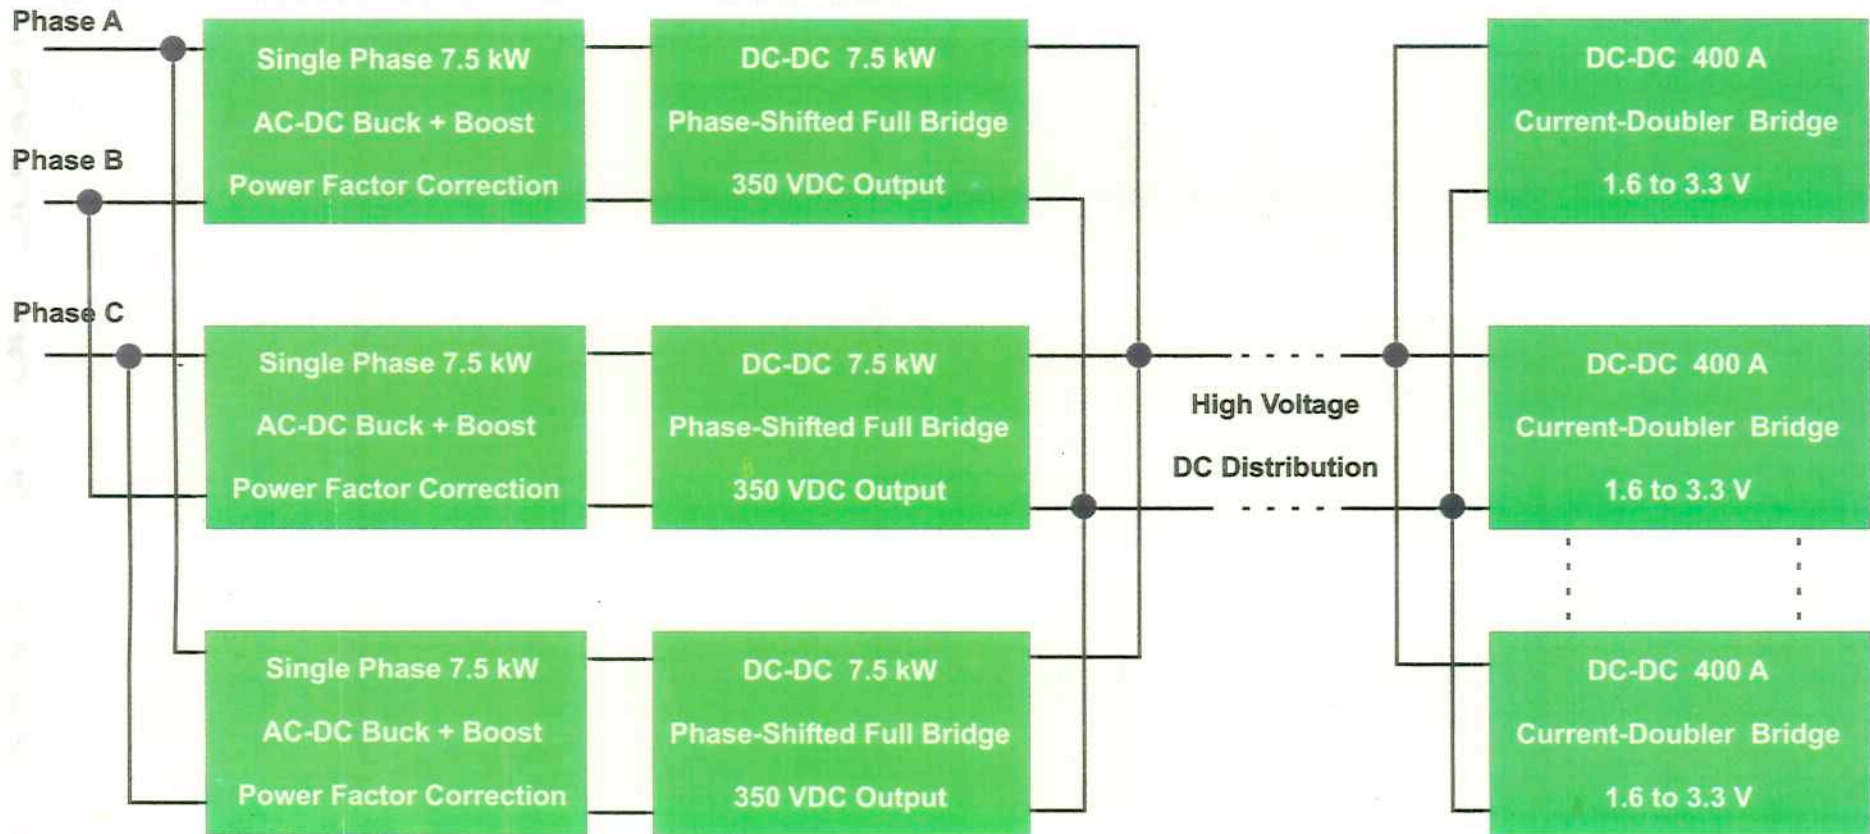 Phase A
Single Phase 7.5 kW
AC-DC Buck + Boost
Power Factor Correction
DC-DC 7.5 kW
Phase-Shifted Full Bridge
350 VDC Output
DC-DC 400 A
Current-Doubler Bridge
1.6 to 3.3 V
Phase B
Phase C
Single Phase 7.5 kW
AC-DC Buck + Boost
Power Factor Correction
DC-DC 7.5 kW
Phase-Shifted Full Bridge
350 VDC Output
High Voltage
DC Distribution
DC-DC 400 A
Current-Doubler Bridge
1.6 to 3.3 V
Single Phase 7.5 kW
AC-DC Buck + Boost
Power Factor Correction
DC-DC 7.5 kW
Phase-Shifted Full Bridge
350 VDC Output
DC-DC 400 A
Current-Doubler Bridge
1.6 to 3.3 V